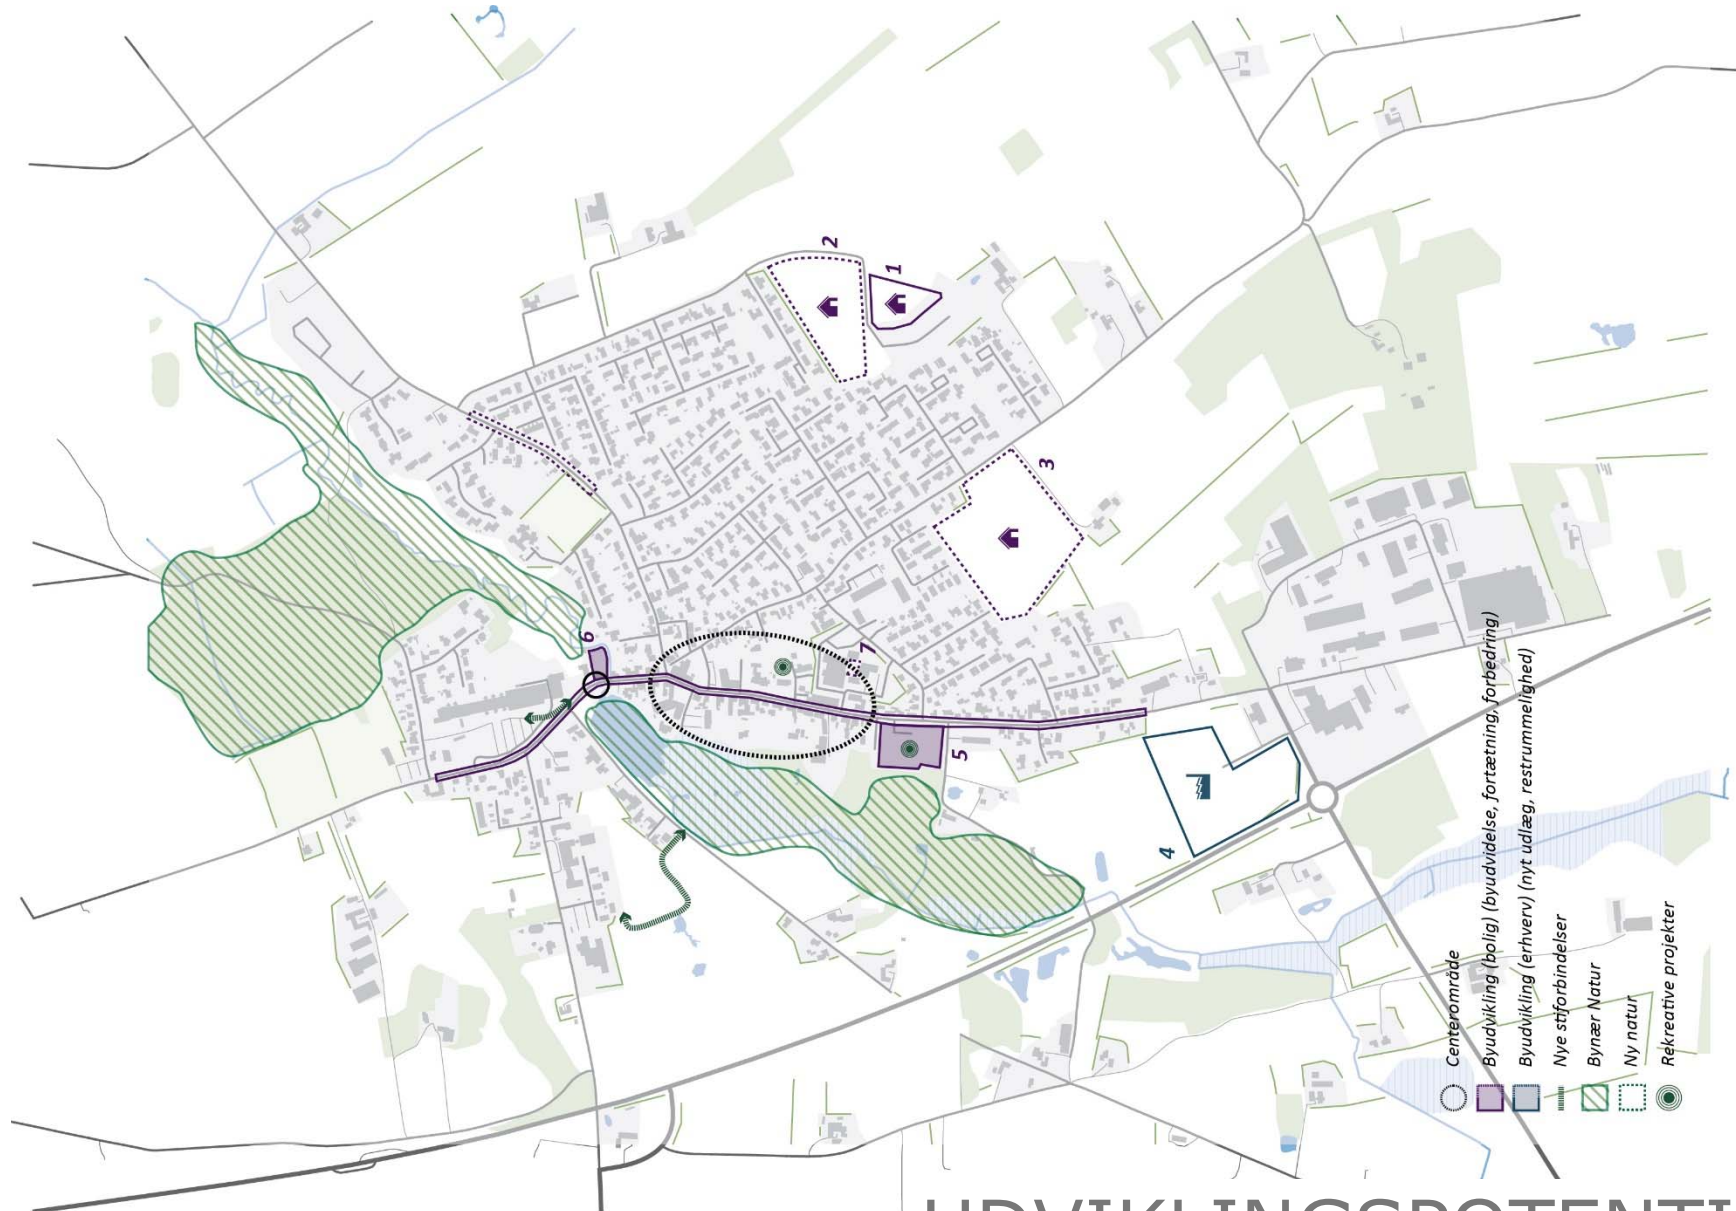 2
1
3
6
7
5
4
Centerområde
Byudvikling (bolig) (byudvidelse, fortætning, forbedring)
Byudvikling (erhverv) (nyt udlæg, restrummelighed)
Nye stiforbindelser
Bynær Natur
Ny natur
Rekreative projekter